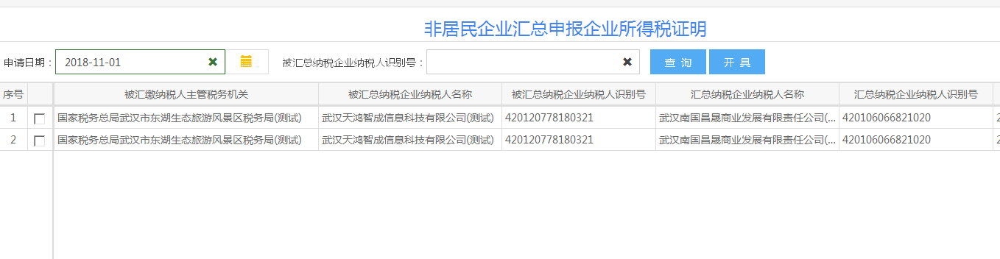 非居民企业汇总申报企业所得税证明
申请日期： 2018-11-01 被汇总纳税企业纳税人识别号： 查 询 开 具
序号 被汇缴纳税人主管税务机关 被汇总纳税企业纳税人名称 被汇总纳税企业纳税人识别号 汇总纳税企业纳税人名称 汇总纳税企业纳税人识别号
1 国家税务总局武汉市东湖生态旅游风景区税务局(测试) 武汉天鸿智成信息科技有限公司(测试) 420120778180321 武汉南国昌晟商业发展有限责任公司(... 420106066821020
2 国家税务总局武汉市东湖生态旅游风景区税务局(测试) 武汉天鸿智成信息科技有限公司(测试) 420120778180321 武汉南国昌晟商业发展有限责任公司(... 420106066821020